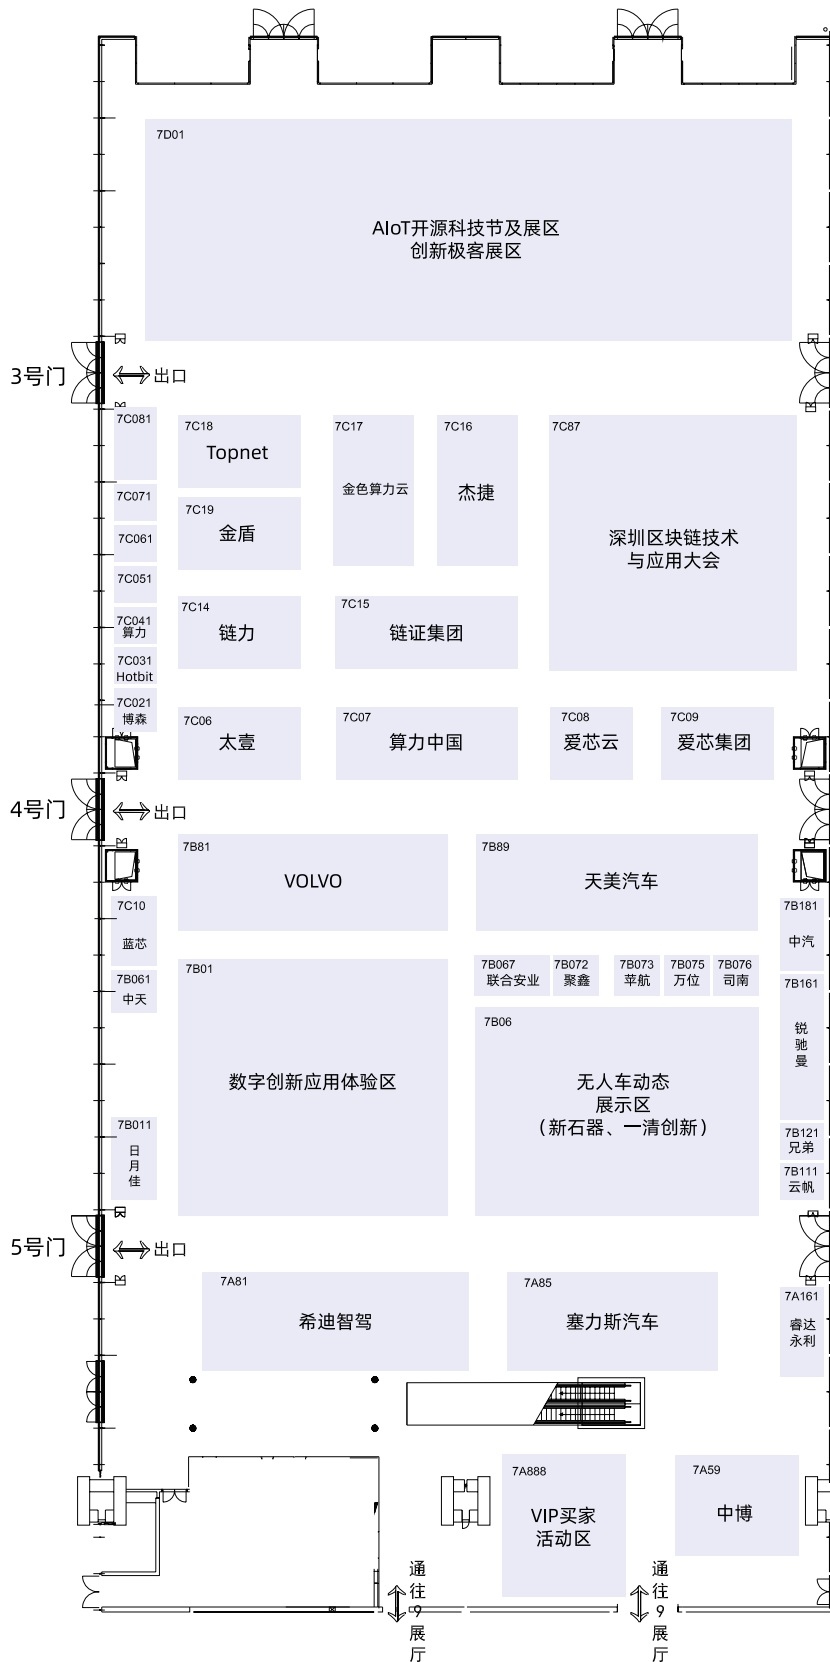 7D01
AIoT开源科技节及展区
创新极客展区
3号门
出口
7C081
7C18
Topnet
7C17
金色算力云
7C16
杰捷
7C87
深圳区块链技术
与应用大会
7C071
7C19
金盾
7C061
7C051
7C041
算力
7C14
链力
7C15
链证集团
7C031
Hotbit
7C021
博森
7C06
太壹
7C07
算力中国
7C08
爱芯云
7C09
爱芯集团
4号门
出口
7B81
VOLVO
7B89
天美汽车
7C10
蓝芯
7B181
中汽
7B061
中天
7B01
数字创新应用体验区
7B067
联合安业
7B072
聚鑫
7B073
苹航
7B075
万位
7B076
司南
7B161
锐
驰
曼
7B06
无人车动态
展示区
（新石器、一清创新）
7B011
日
月
佳
7B121
兄弟
7B111
云帆
5号门
出口
7A81
希迪智驾
7A85
塞力斯汽车
7A161
睿达
永利
7A888
VIP买家
活动区
7A59
中博
通
往
9
展
厅
通
往
9
展
厅